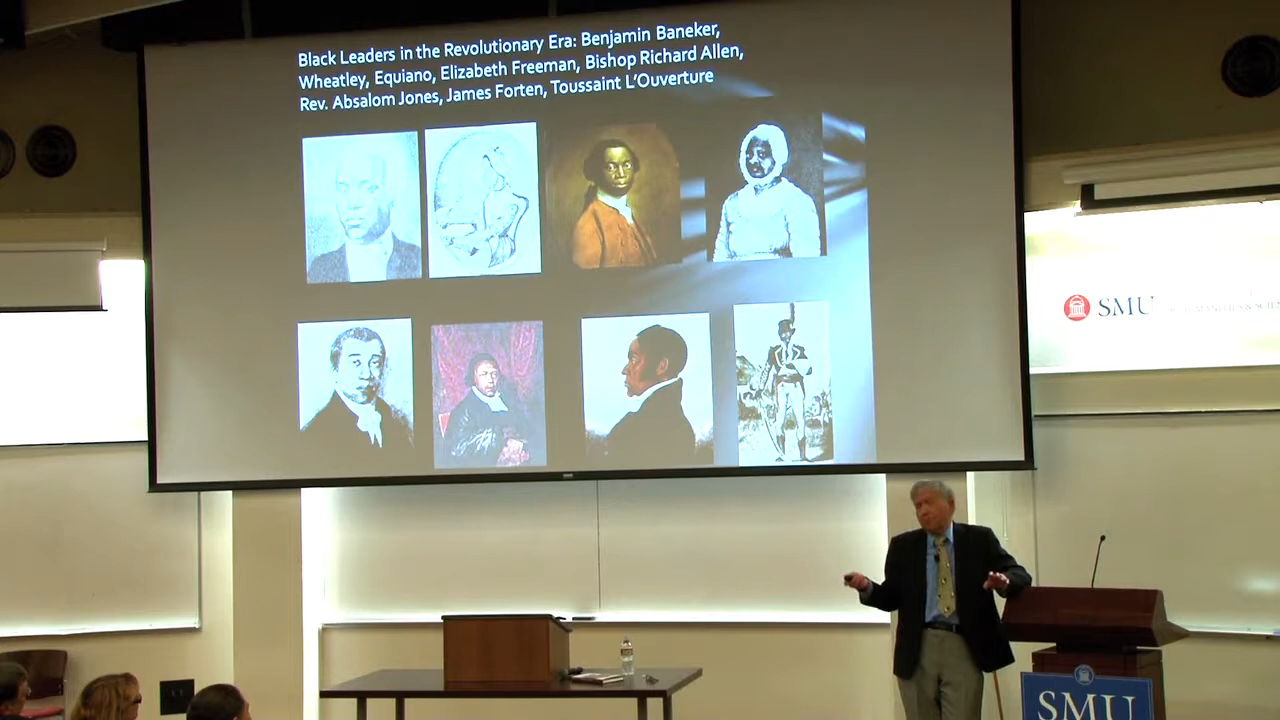 Black Leaders in the Revolutionary Era: Benjamin Baneker,
Wheatley, Equiano, Elizabeth Freeman, Bishop Richard Allen,
Rev. Absalom Jones, James Forten, Toussaint L'Ouverture
SMU
SMU